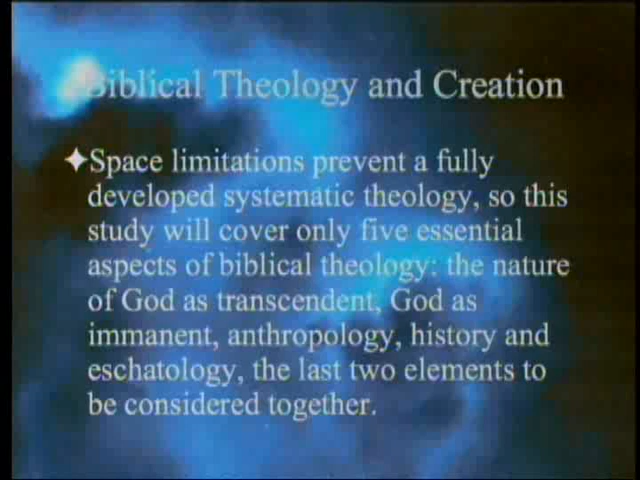 Biblical Theology and Creation
Space limitations prevent a fully
developed systematic theology, so this
study will cover only five essential
aspects of biblical theology: the nature
of God as transcendent, God as
immanent, anthropology, history and
eschatology, the last two elements to
be considered together.